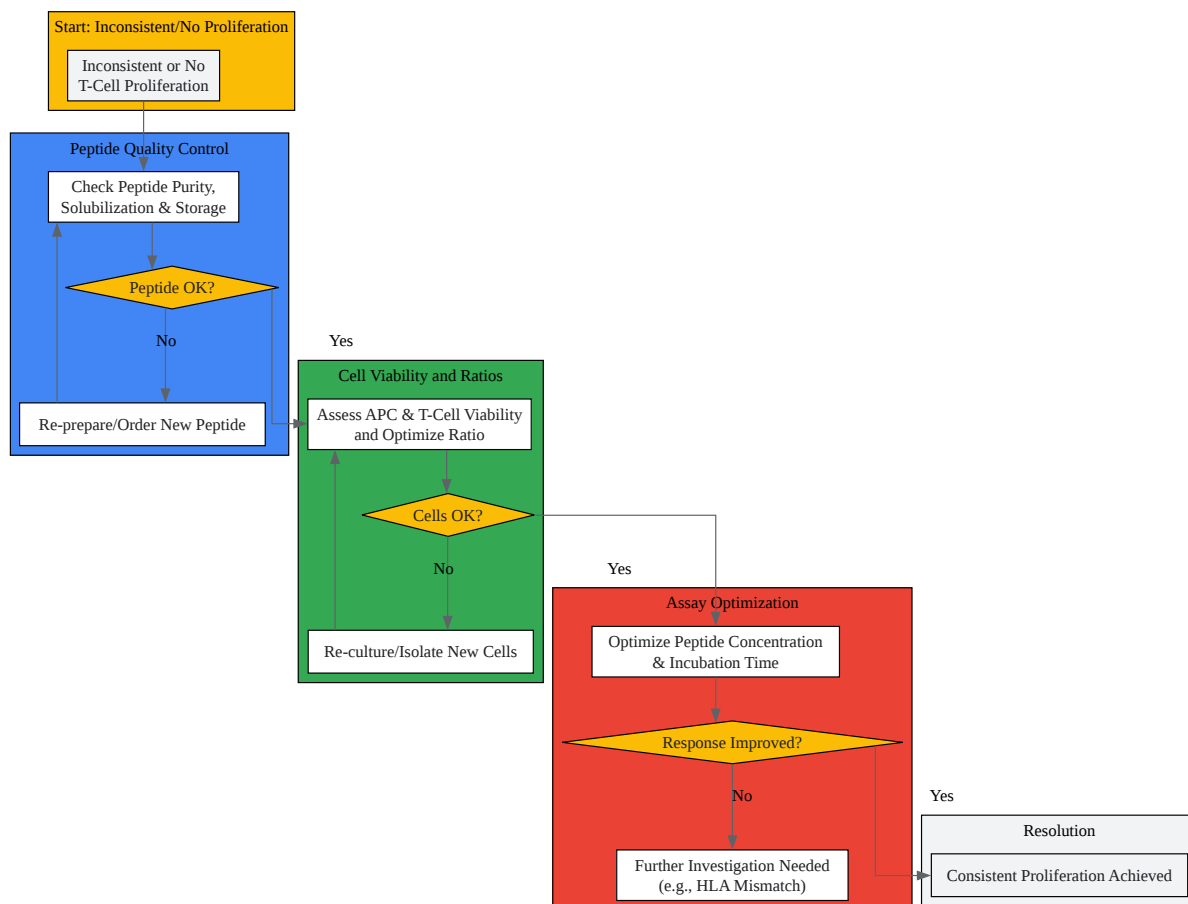 Start: Inconsistent/No Proliferation
Inconsistent or No
T-Cell Proliferation
Peptide Quality Control
Check Peptide Purity,
Solubilization & Storage
Peptide OK?
No
Yes
Re-prepare/Order New Peptide
Cell Viability and Ratios
Assess APC & T-Cell Viability
and Optimize Ratio
Cells OK?
No
Yes
Re-culture/Isolate New Cells
Assay Optimization
Optimize Peptide Concentration
& Incubation Time
Response Improved?
No
Yes
Further Investigation Needed
(e.g., HLA Mismatch)
Resolution
Consistent Proliferation Achieved